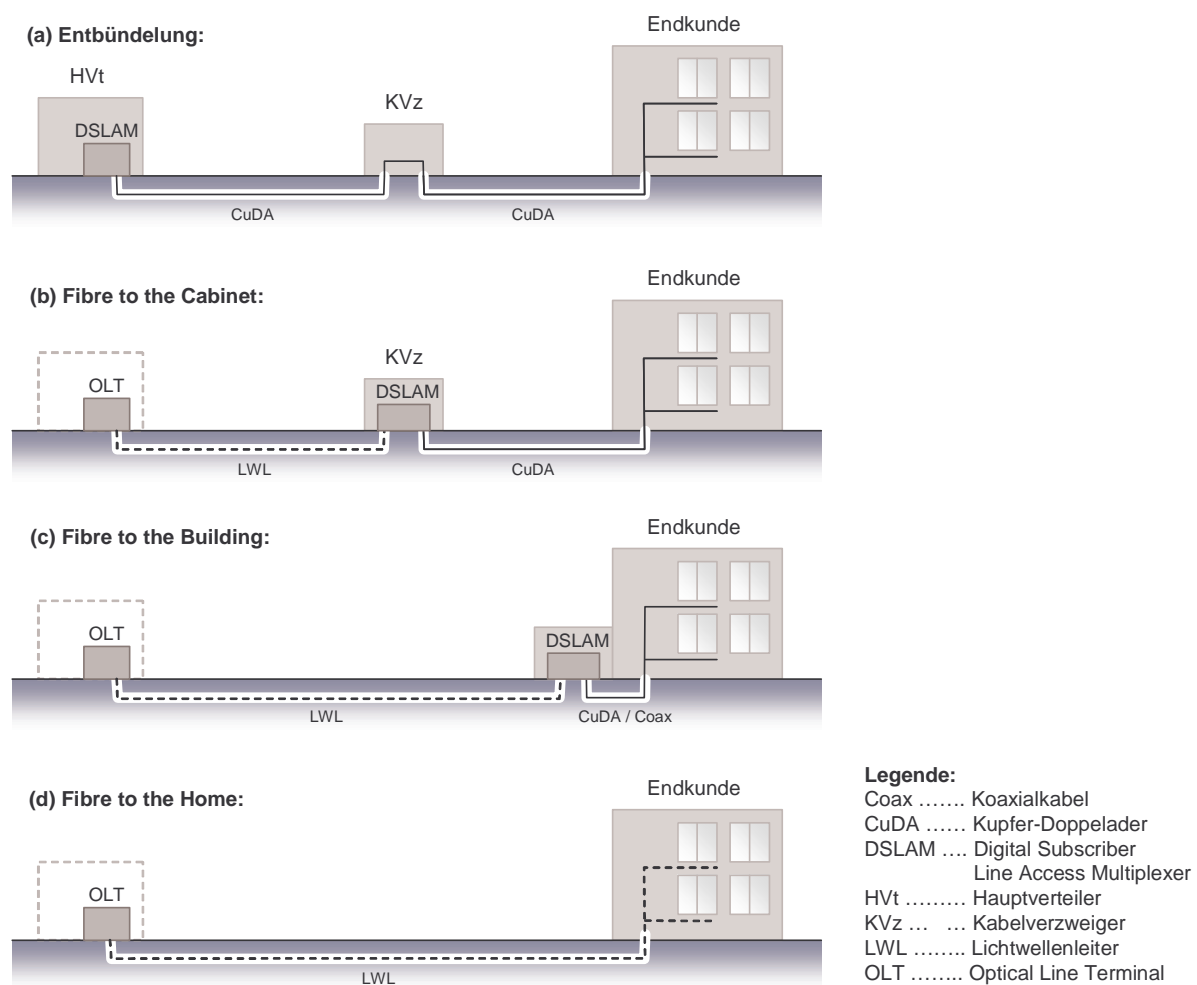 (a) Entbündelung:
Endkunde
HVt
KVz
DSLAM
CuDA
CuDA
(b) Fibre to the Cabinet:
Endkunde
KVz
OLT
DSLAM
LWL
CuDA
(c) Fibre to the Building:
Endkunde
OLT
DSLAM
LWL
CuDA / Coax
(d) Fibre to the Home:
Endkunde
OLT
LWL
Legende:
Coax ……. Koaxialkabel
CuDA …… Kupfer-Doppelader
DSLAM …. Digital Subscriber
Line Access Multiplexer
HVt ……… Hauptverteiler
KVz … … Kabelverzweiger
LWL …….. Lichtwellenleiter
OLT …….. Optical Line Terminal